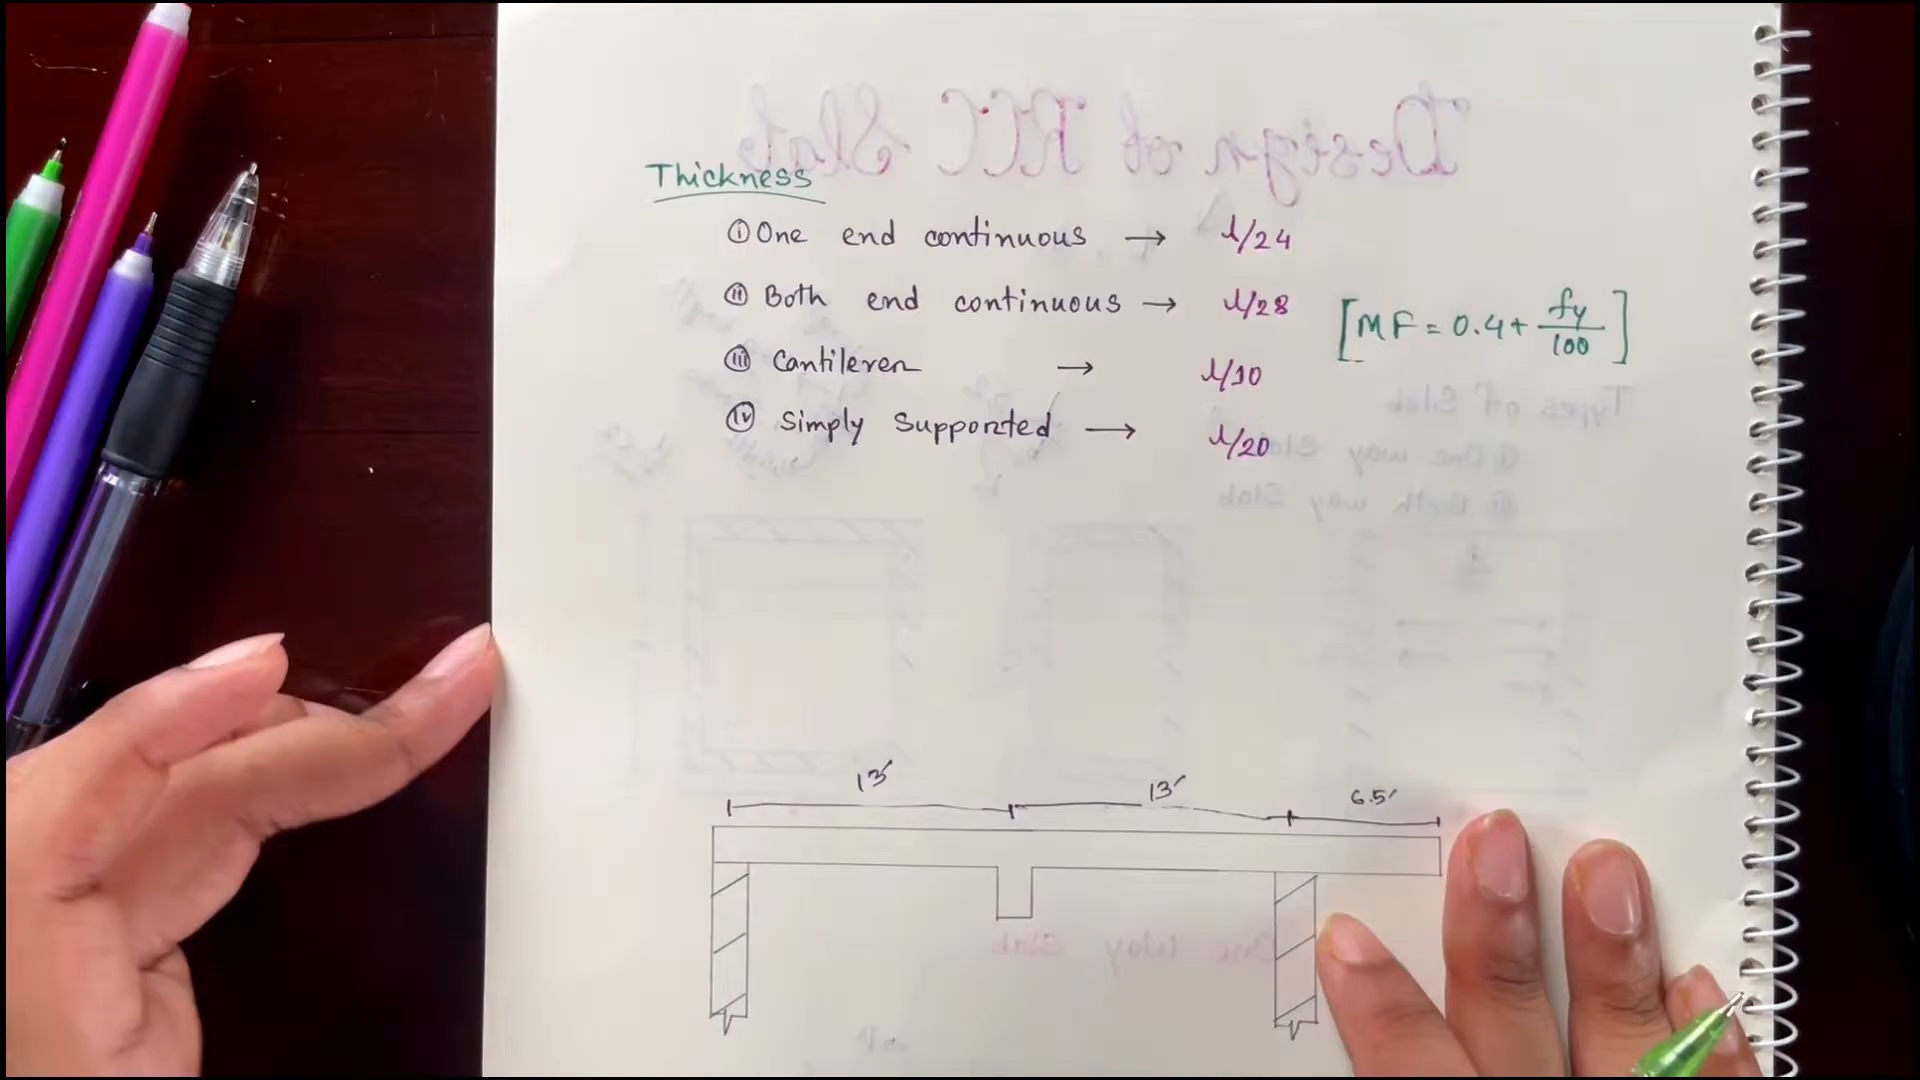 Thickness
① One end continuous → l/24
② Both end continuous → l/28
[MF = 0.4 + fy/100]
③ Cantilever → l/10
④ Simply Supported → l/20
13' 13' 6.5'